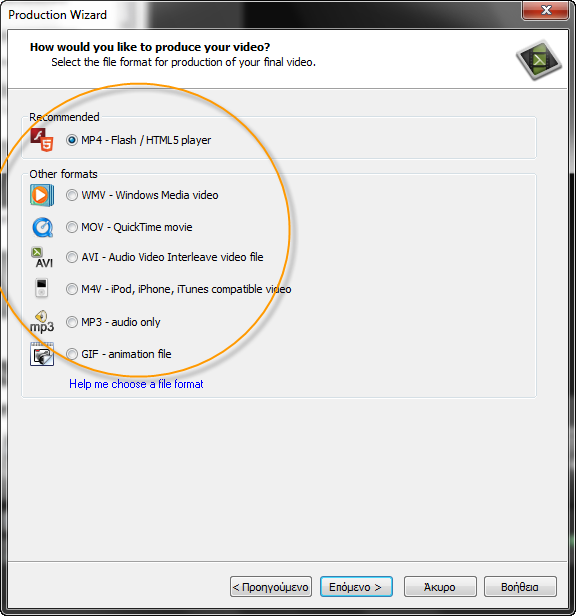 Production Wizard
How would you like to produce your video?
Select the file format for production of your final video.
Recommended
MP4 - Flash / HTML5 player
Other formats
WMV - Windows Media video
MOV - QuickTime movie
AVI
AVI - Audio Video Interleave video file
M4V - iPod, iPhone, iTunes compatible video
mp3
MP3 - audio only
GIF - animation file
Help me choose a file format
< Προηγούμενο
Επόμενο >
Άκυρο
Βοήθεια